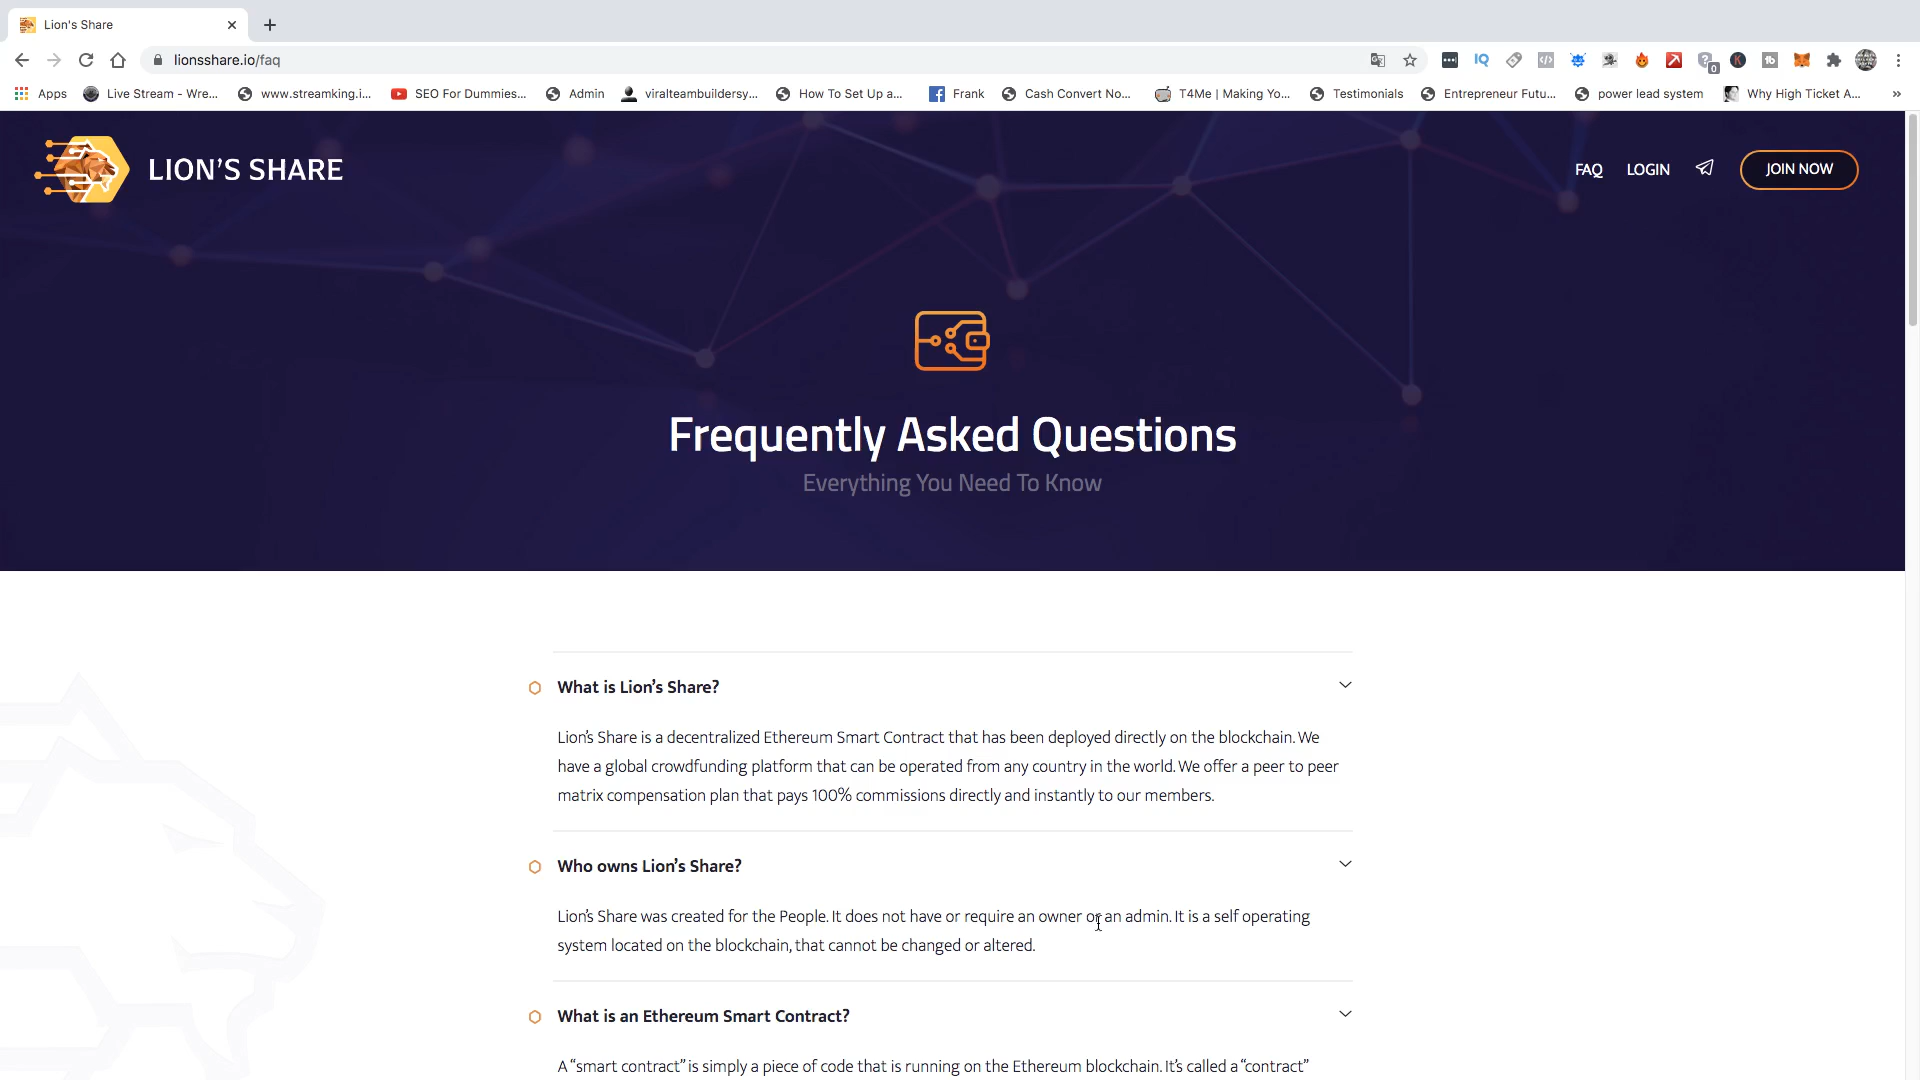 Lion's Share
lionsshare.io/faq
IQ
0
K
tb
Apps
Live Stream - Wre...
www.streamking.i...
SEO For Dummies...
Admin
viralteambuildersy...
How To Set Up a...
Frank
Cash Convert No...
T4Me | Making Yo...
Testimonials
Entrepreneur Futu...
power lead system
Why High Ticket A...
»
LION'S SHARE
FAQ
LOGIN
JOIN NOW
Frequently Asked Questions
Everything You Need To Know
What is Lion's Share?
Lion's Share is a decentralized Ethereum Smart Contract that has been deployed directly on the blockchain. We
have a global crowdfunding platform that can be operated from any country in the world. We offer a peer to peer
matrix compensation plan that pays 100% commissions directly and instantly to our members.
Who owns Lion's Share?
Lion's Share was created for the People. It does not have or require an owner or an admin. It is a self operating
system located on the blockchain, that cannot be changed or altered.
What is an Ethereum Smart Contract?
A “smart contract” is simply a piece of code that is running on the Ethereum blockchain. It's called a “contract”